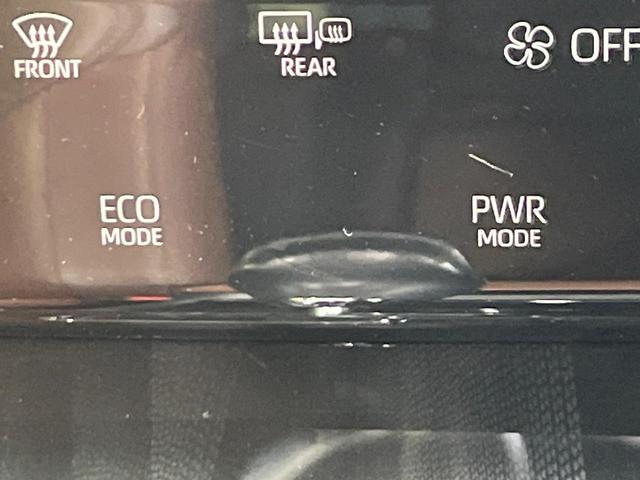 FRONT
REAR
OFF
ECO
MODE
PWR
MODE